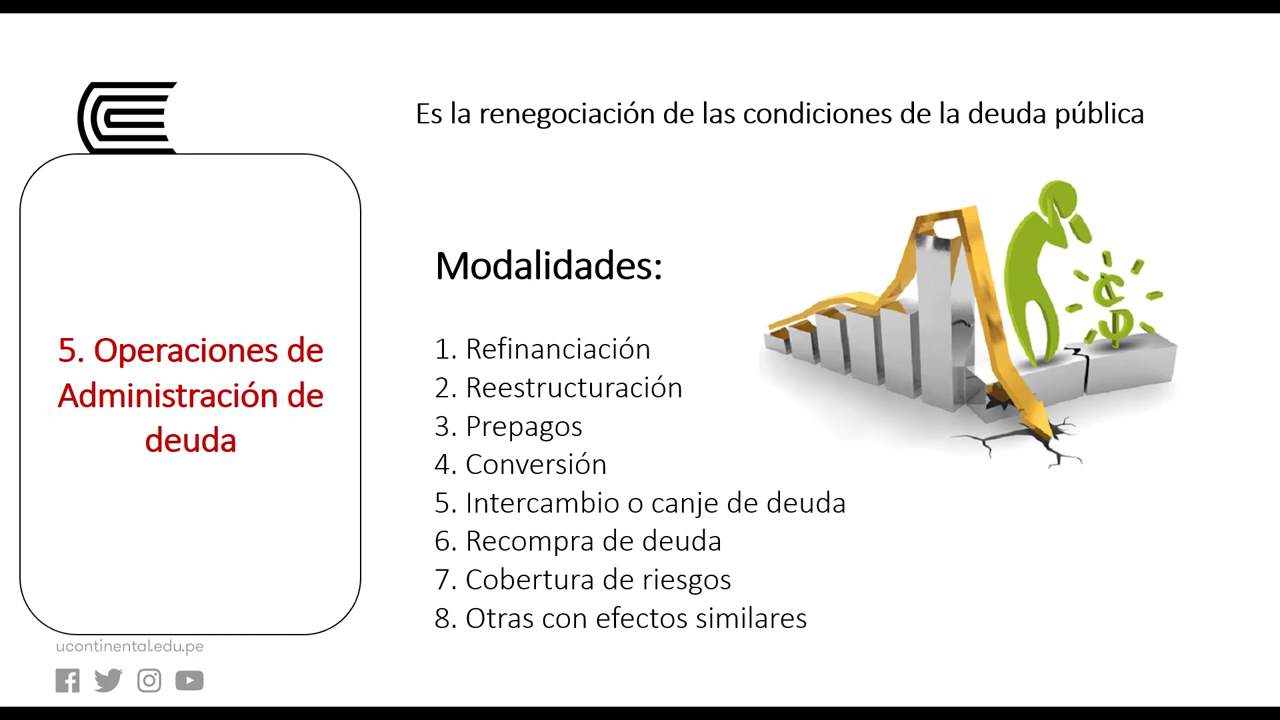 Es la renegociación de las condiciones de la deuda pública
5. Operaciones de
Administración de
deuda
Modalidades:
1. Refinanciación
2. Reestructuración
3. Prepagos
4. Conversión
5. Intercambio o canje de deuda
6. Recompra de deuda
7. Cobertura de riesgos
8. Otras con efectos similares
ucontinental.edu.pe